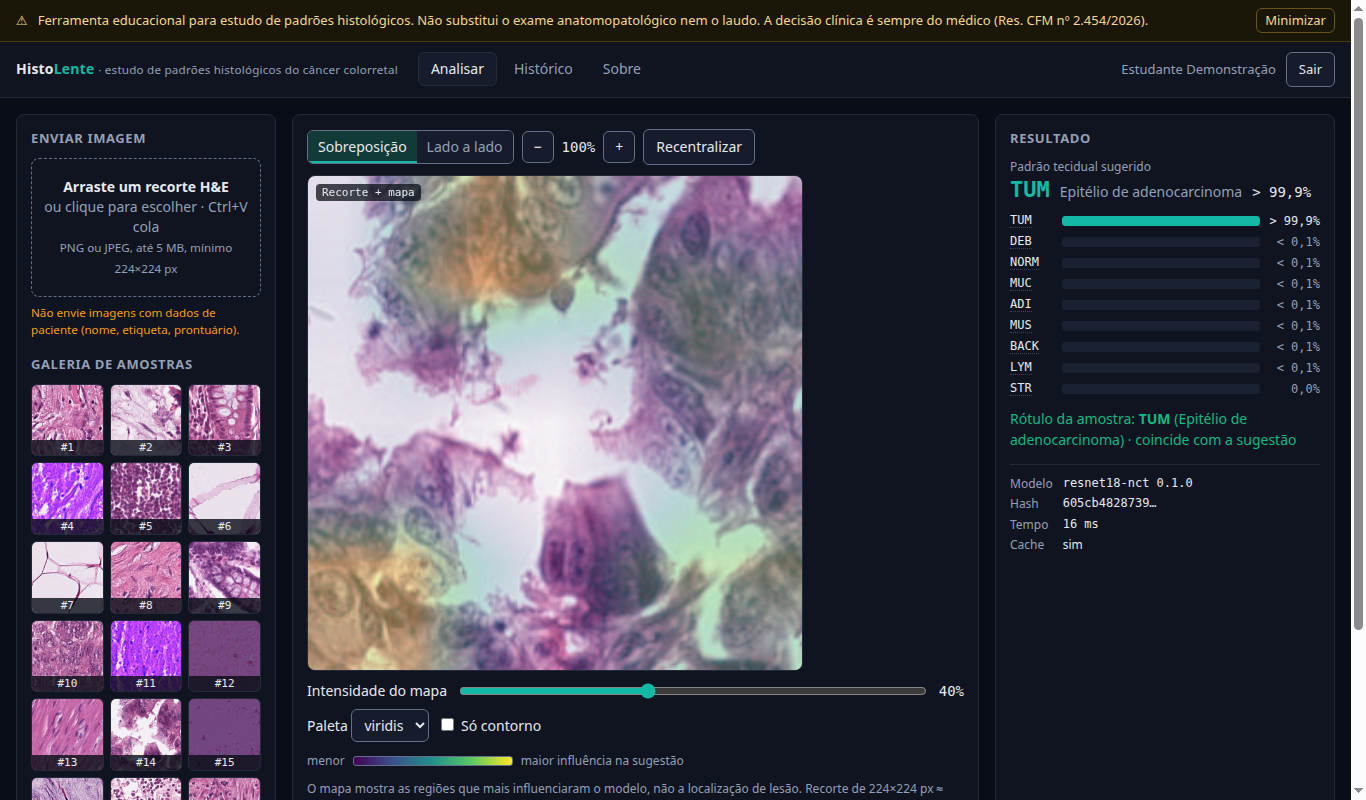 ⚠ Ferramenta educacional para estudo de padrões histológicos. Não substitui o exame anatomopatológico nem o laudo. A decisão clínica é sempre do médico (Res. CFM nº 2.454/2026).
Minimizar
HistoLente · estudo de padrões histológicos do câncer colorretal
Analisar
Histórico
Sobre
Estudante Demonstração
Sair
ENVIAR IMAGEM
Arraste um recorte H&E
ou clique para escolher · Ctrl+V
cola
PNG ou JPEG, até 5 MB, mínimo
224×224 px
Não envie imagens com dados de
paciente (nome, etiqueta, prontuário).
GALERIA DE AMOSTRAS
#1
#2
#3
#4
#5
#6
#7
#8
#9
#10
#11
#12
#13
#14
#15
Sobreposição
Lado a lado
−
100%
+
Recentralizar
Recorte + mapa
Intensidade do mapa
40%
Paleta
viridis
Só contorno
menor
maior influência na sugestão
O mapa mostra as regiões que mais influenciaram o modelo, não a localização de lesão. Recorte de 224×224 px ≈
RESULTADO
Padrão tecidual sugerido
TUM Epitélio de adenocarcinoma > 99,9%
TUM > 99,9%
DEB < 0,1%
NORM < 0,1%
MUC < 0,1%
ADI < 0,1%
MUS < 0,1%
BACK < 0,1%
LYM < 0,1%
STR 0,0%
Rótulo da amostra: TUM (Epitélio de
adenocarcinoma) · coincide com a sugestão
Modelo resnet18-nct 0.1.0
Hash 605cb4828739…
Tempo 16 ms
Cache sim